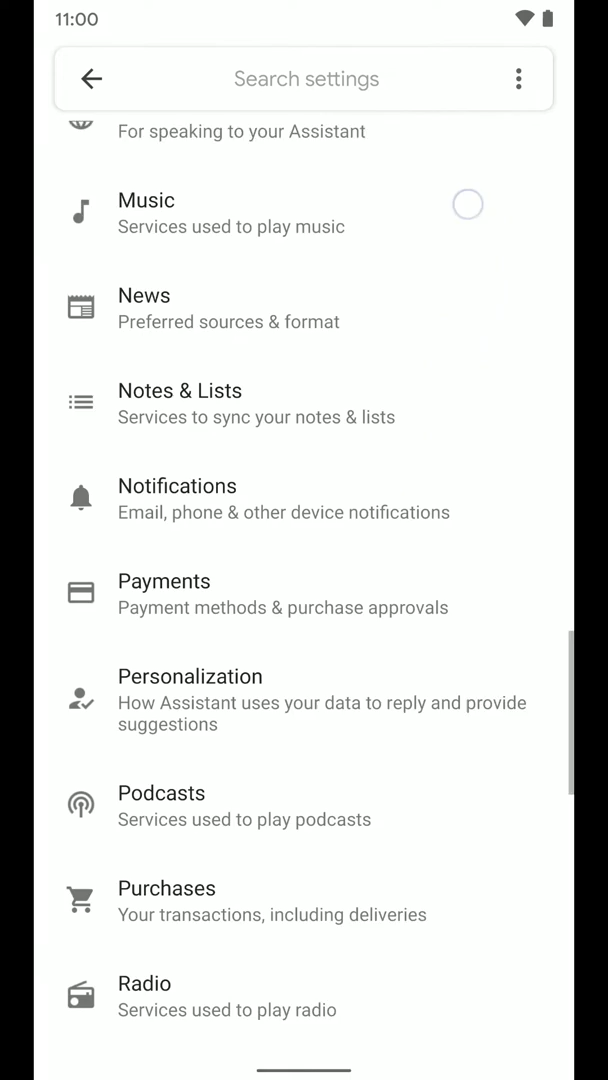 11:00
Search settings
For speaking to your Assistant
Music
Services used to play music
News
Preferred sources & format
Notes & Lists
Services to sync your notes & lists
Notifications
Email, phone & other device notifications
Payments
Payment methods & purchase approvals
Personalization
How Assistant uses your data to reply and provide
suggestions
Podcasts
Services used to play podcasts
Purchases
Your transactions, including deliveries
Radio
Services used to play radio